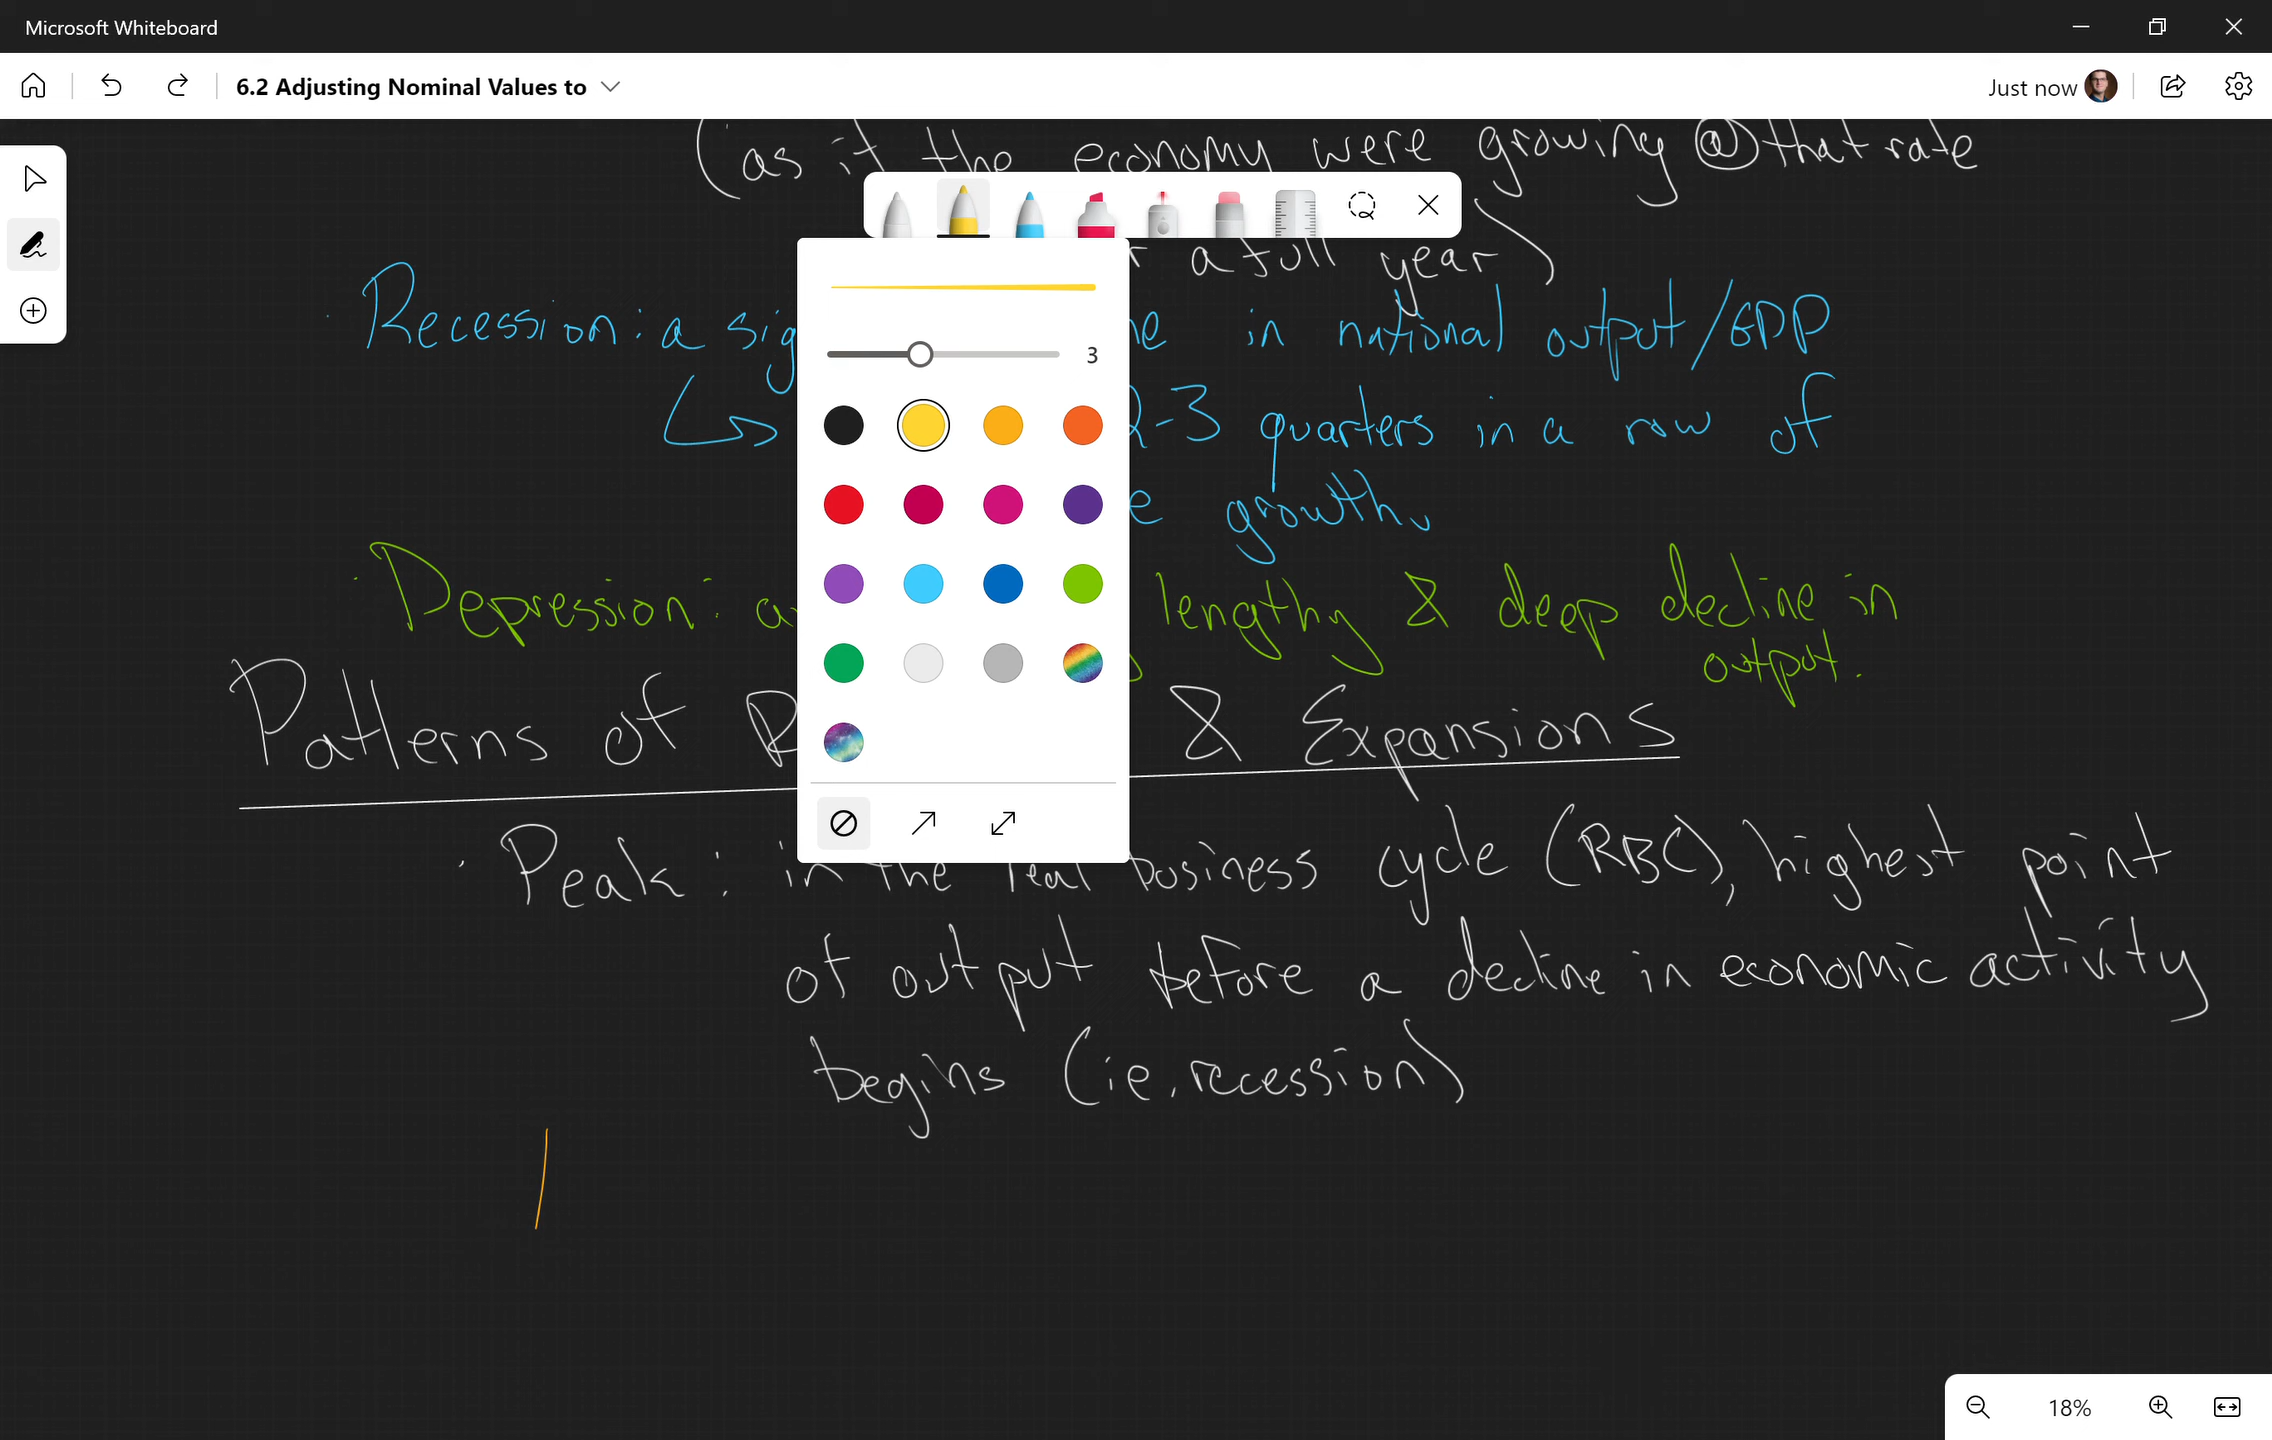 Microsoft Whiteboard
6.2 Adjusting Nominal Values to
Just now
(as if the economy were growing @ that rate
a full year)
Recession: a sig in national output/GDP
3
2-3 quarters in a row of
growth.
Depression: a lengthy & deep decline in
output.
Patterns of & Expansions
Peak: in the real business cycle (RBC), highest point
of output before a decline in economic activity
begins (ie, recession)
18%